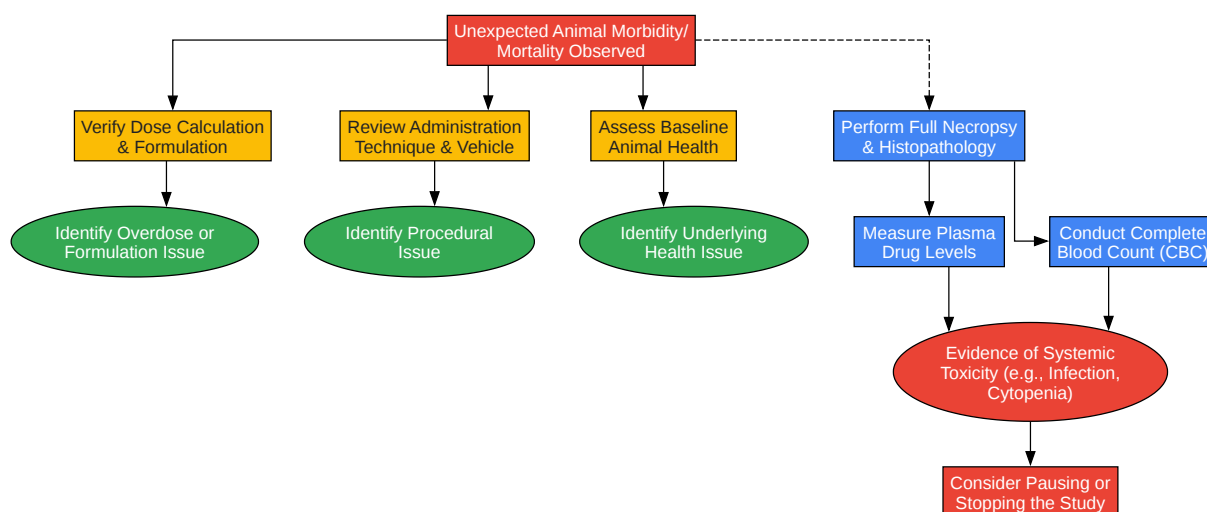 Unexpected Animal Morbidity/
Mortality Observed
Verify Dose Calculation
& Formulation
Review Administration
Technique & Vehicle
Assess Baseline
Animal Health
Perform Full Necropsy
& Histopathology
Identify Overdose or
Formulation Issue
Identify Procedural
Issue
Identify Underlying
Health Issue
Measure Plasma
Drug Levels
Conduct Complete
Blood Count (CBC)
Evidence of Systemic
Toxicity (e.g., Infection,
Cytopenia)
Consider Pausing or
Stopping the Study